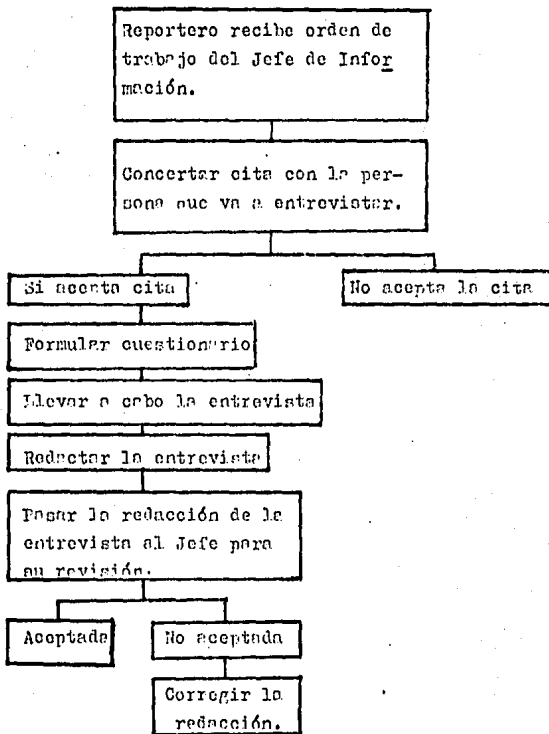 Reportero recibe orden de
trabajo del Jefe de Infor
mación.
Concertar cita con la per-
sona que va a entrevistar.
Si acepta cita
No acepta la cita
Formular cuestionario
Llevar a cabo la entrevista
Redactar la entrevista
Pasar la redacción de la
entrevista al Jefe para
su revisión.
Aceptada
No aceptada
Corregir la
redacción.